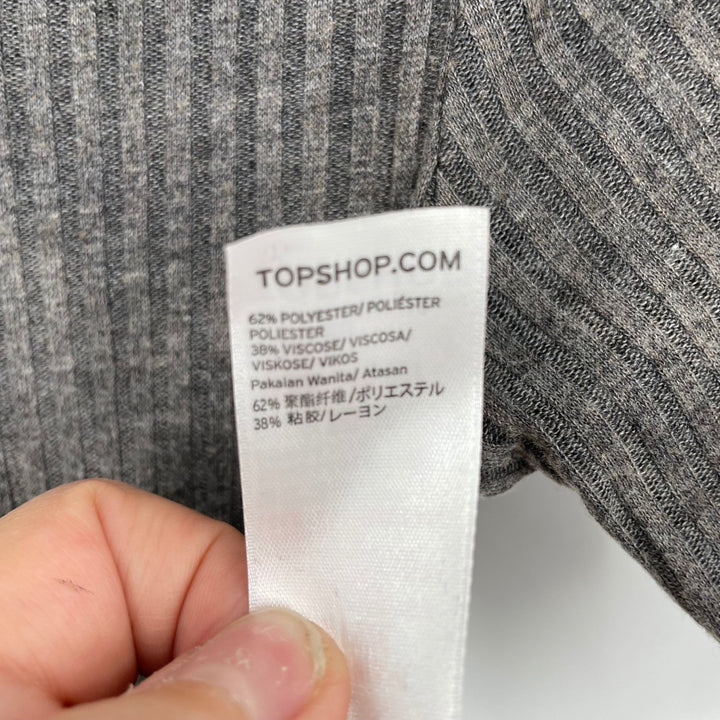 TOPSHOP.COM
62% POLYESTER/ POLIÉSTER
POLIESTER
38% VISCOSE/ VISCOSA/
VISKOSE/ VIKOS
Pakaian Wanita/ Atasan
62% 聚酯纤维/ポリエステル
38% 粘胶/レーヨン